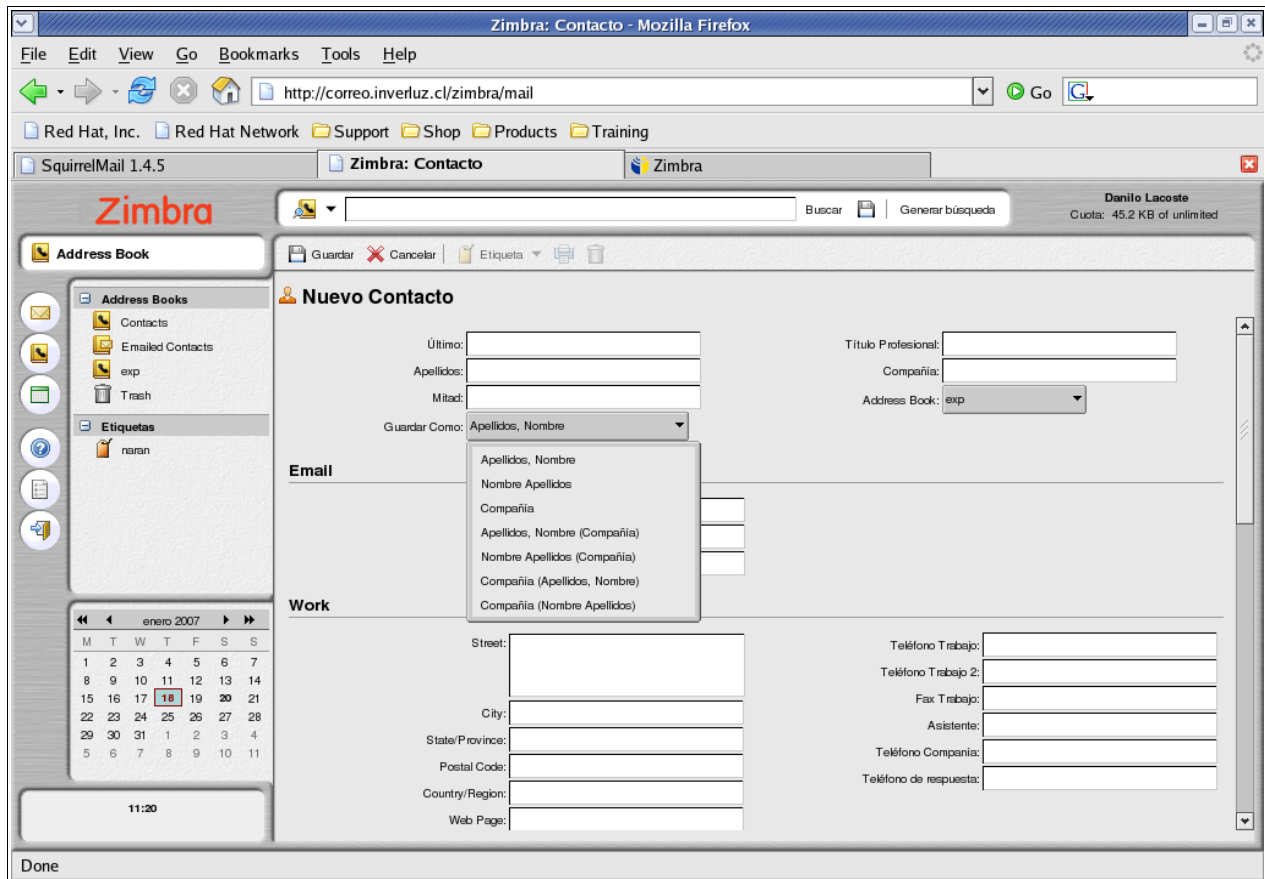 Zimbra: Contacto - Mozilla Firefox
File Edit View Go Bookmarks Tools Help
http://correo.inverluz.cl/zimbra/mail Go G
Red Hat, Inc. Red Hat Network Support Shop Products Training
SquirrelMail 1.4.5 Zimbra: Contacto Zimbra
Zimbra
Buscar Generar búsqueda
Danilo Lacoste
Cuota: 45.2 KB of unlimited
Address Book
Guardar Cancelar Etiqueta
Address Books
Contacts
Emailed Contacts
exp
Trash
Etiquetas
naran
enero 2007
M T W T F S S
1 2 3 4 5 6 7
8 9 10 11 12 13 14
15 16 17 18 19 20 21
22 23 24 25 26 27 28
29 30 31 1 2 3 4
5 6 7 8 9 10 11
11:20
Nuevo Contacto
Último:
Apellidos:
Mitad:
Guardar Como: Apellidos, Nombre
Título Profesional:
Compañía:
Address Book: exp
Apellidos, Nombre
Nombre Apellidos
Compañía
Apellidos, Nombre (Compañía)
Nombre Apellidos (Compañía)
Compañía (Apellidos, Nombre)
Compañía (Nombre Apellidos)
Email
Work
Street:
City:
State/Province:
Postal Code:
Country/Region:
Web Page:
Teléfono Trabajo:
Teléfono Trabajo 2:
Fax Trabajo:
Asistente:
Teléfono Compania:
Teléfono de respuesta:
Done